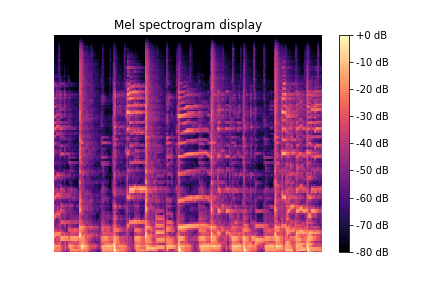 Mel spectrogram display
+0 dB
-10 dB
-20 dB
-30 dB
-40 dB
-50 dB
-60 dB
-70 dB
-80 dB